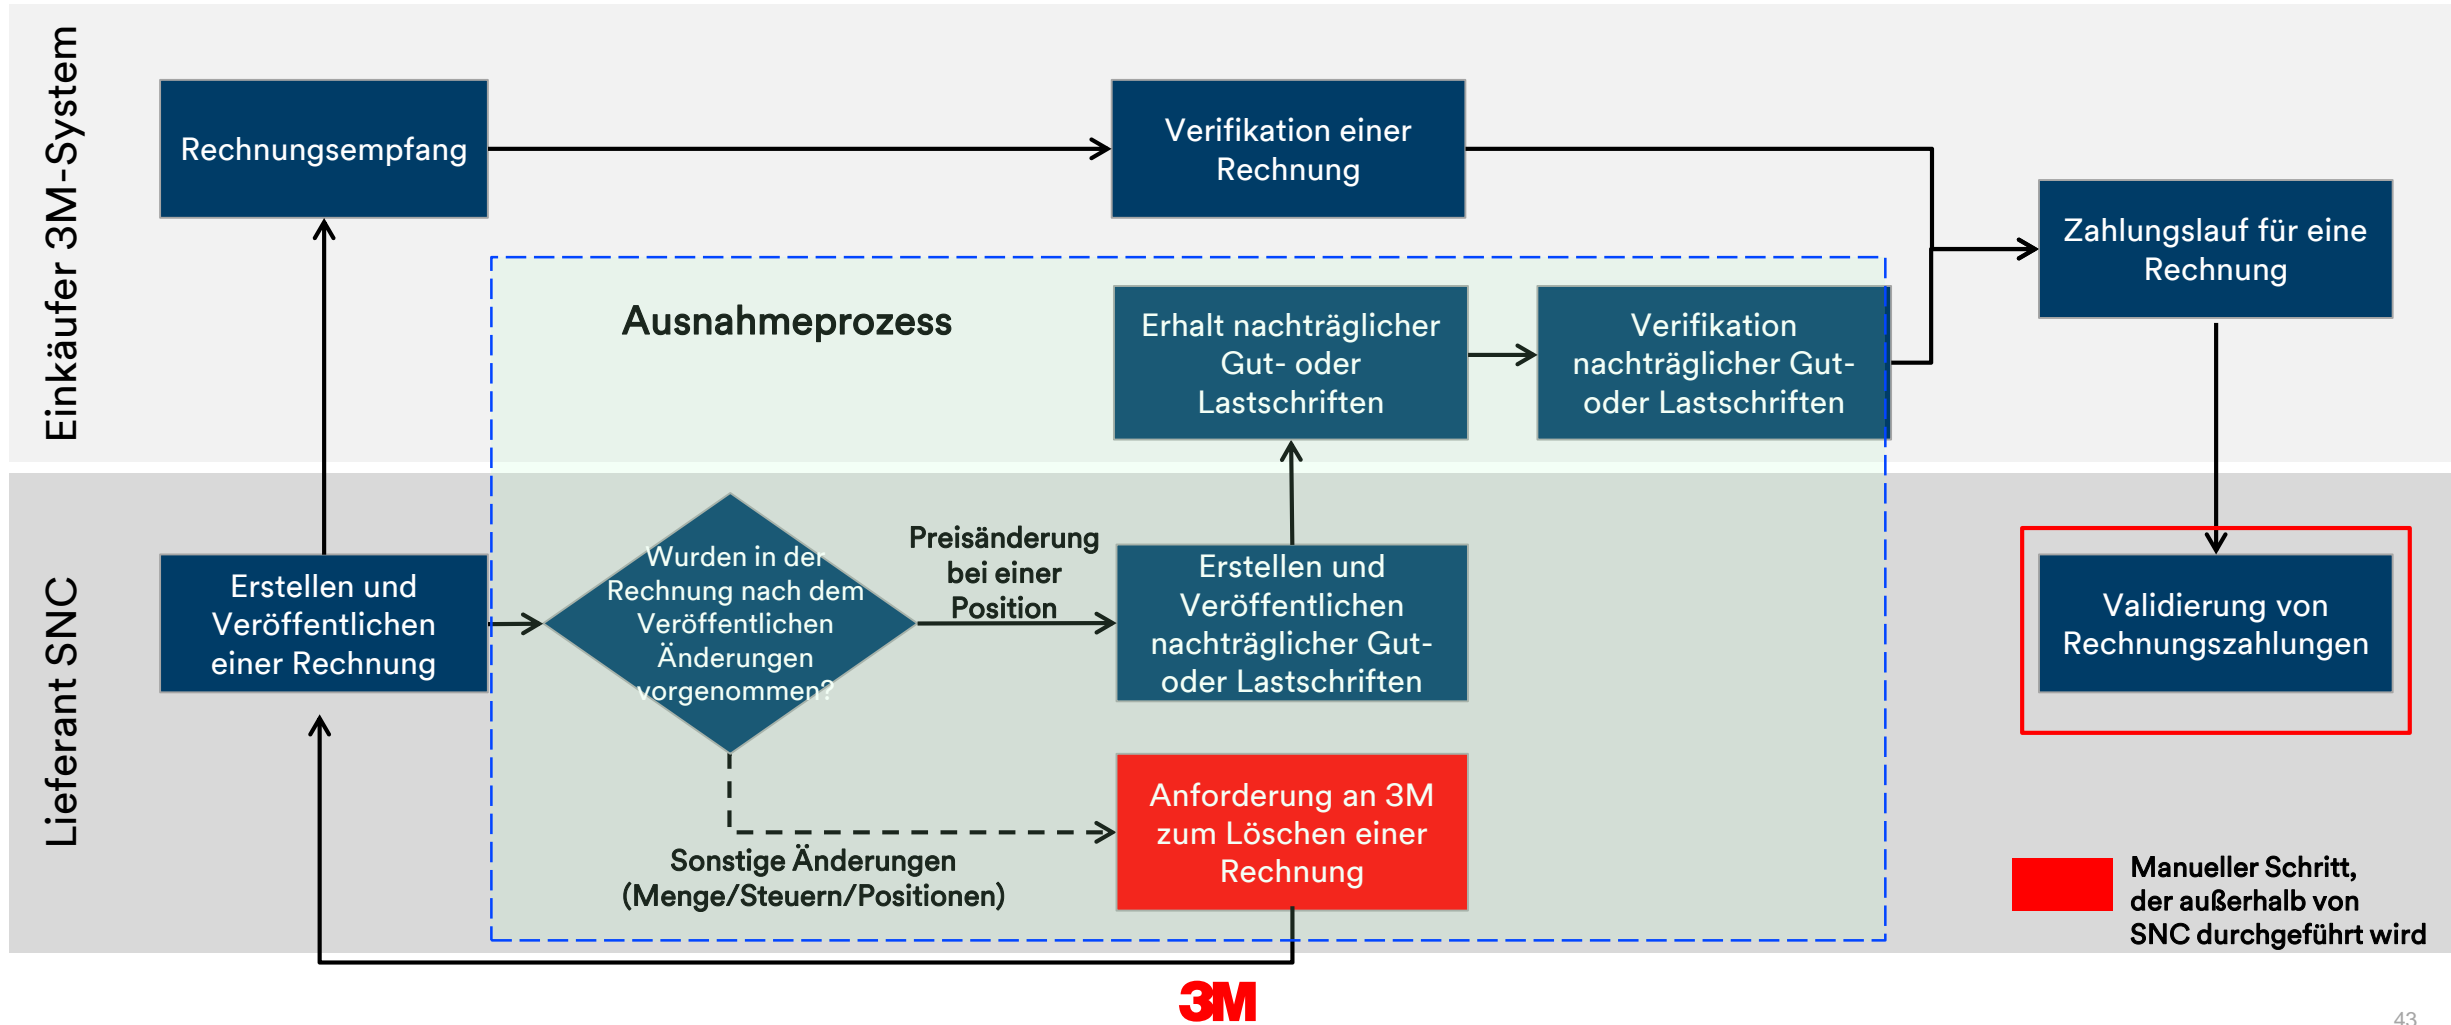 Einkäufer 3M-System
Rechnungsempfang
Verifikation einer
Rechnung
Zahlungslauf für eine
Rechnung
Ausnahmeprozess
Erhalt nachträglicher
Gut- oder
Lastschriften
Verifikation
nachträglicher Gut-
oder Lastschriften
Lieferant SNC
Erstellen und
Veröffentlichen
einer Rechnung
Wurden in der
Rechnung nach dem
Veröffentlichen
Änderungen
vorgenommen?
Preisänderung
bei einer
Position
Erstellen und
Veröffentlichen
nachträglicher Gut-
oder Lastschriften
Validierung von
Rechnungszahlungen
Sonstige Änderungen
(Menge/Steuern/Positionen)
Anforderung an 3M
zum Löschen einer
Rechnung
Manueller Schritt,
der außerhalb von
SNC durchgeführt wird
3M
43